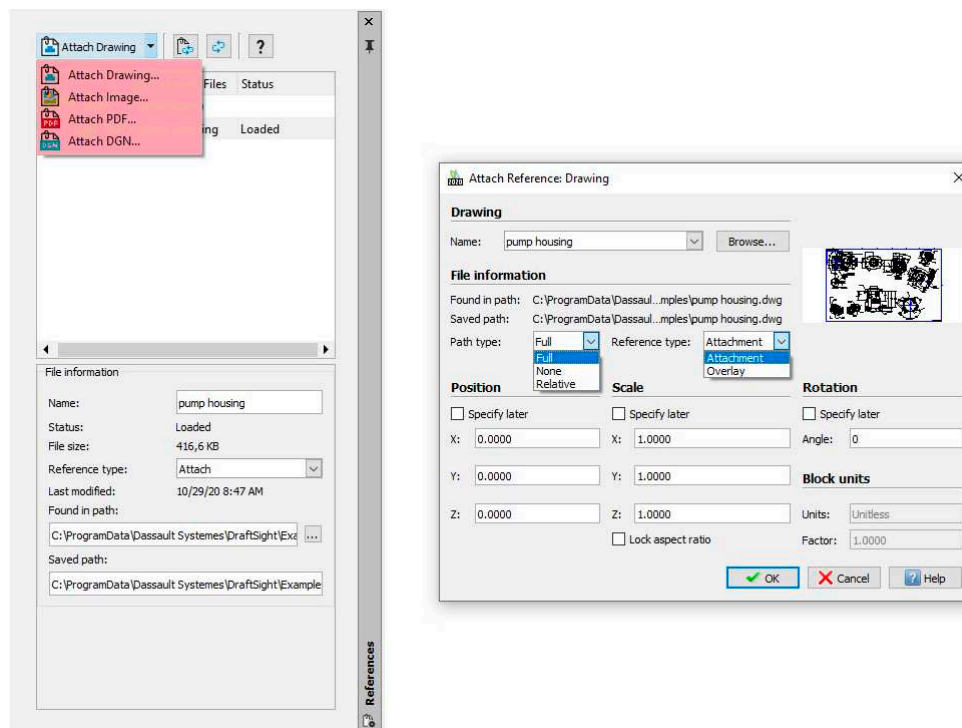 Attach Drawing
?
Attach Drawing...
Attach Image...
Attach PDF...
Attach DGN...
Files Status
ing Loaded
File information
Name: pump housing
Status: Loaded
File size: 416,6 KB
Reference type: Attach
Last modified: 10/29/20 8:47 AM
Found in path:
C:\ProgramData\Dassault Systemes\DraftSight\Exa ...
Saved path:
C:\ProgramData\Dassault Systemes\DraftSight\Example
References
Attach Reference: Drawing
Drawing
Name: pump housing Browse...
File information
Found in path: C:\ProgramData\Dassaul...mples\pump housing.dwg
Saved path: C:\ProgramData\Dassaul...mples\pump housing.dwg
Path type: Full Reference type: Attachment
Full Attachment
None Overlay
Relative
Position Scale Rotation
Specify later Specify later Specify later
X: 0.0000 X: 1.0000 Angle: 0
Y: 0.0000 Y: 1.0000 Block units
Z: 0.0000 Z: 1.0000 Units: Unitless
Lock aspect ratio Factor: 1.0000
OK Cancel Help